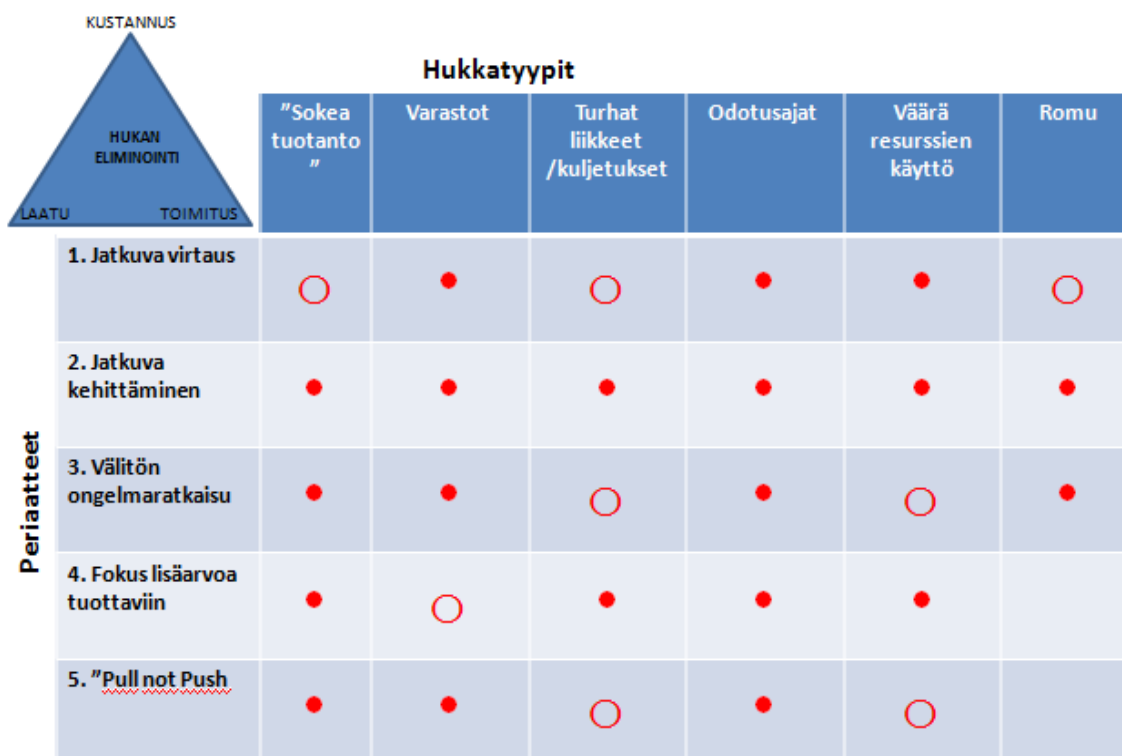 KUSTANNUS
HUKAN
ELIMINOINTI
LAATU
TOIMITUS
Hukkatyypit
"Sokea
tuotanto
"
Varastot
Turhat
liikkeet
/kuljetukset
Odotusajat
Väärä
resurssien
käyttö
Romu
Periaatteet
1. Jatkuva virtaus
2. Jatkuva
kehittäminen
3. Välitön
ongelmaratkaisu
4. Fokus lisäarvoa
tuottaviin
5. "Pull not Push